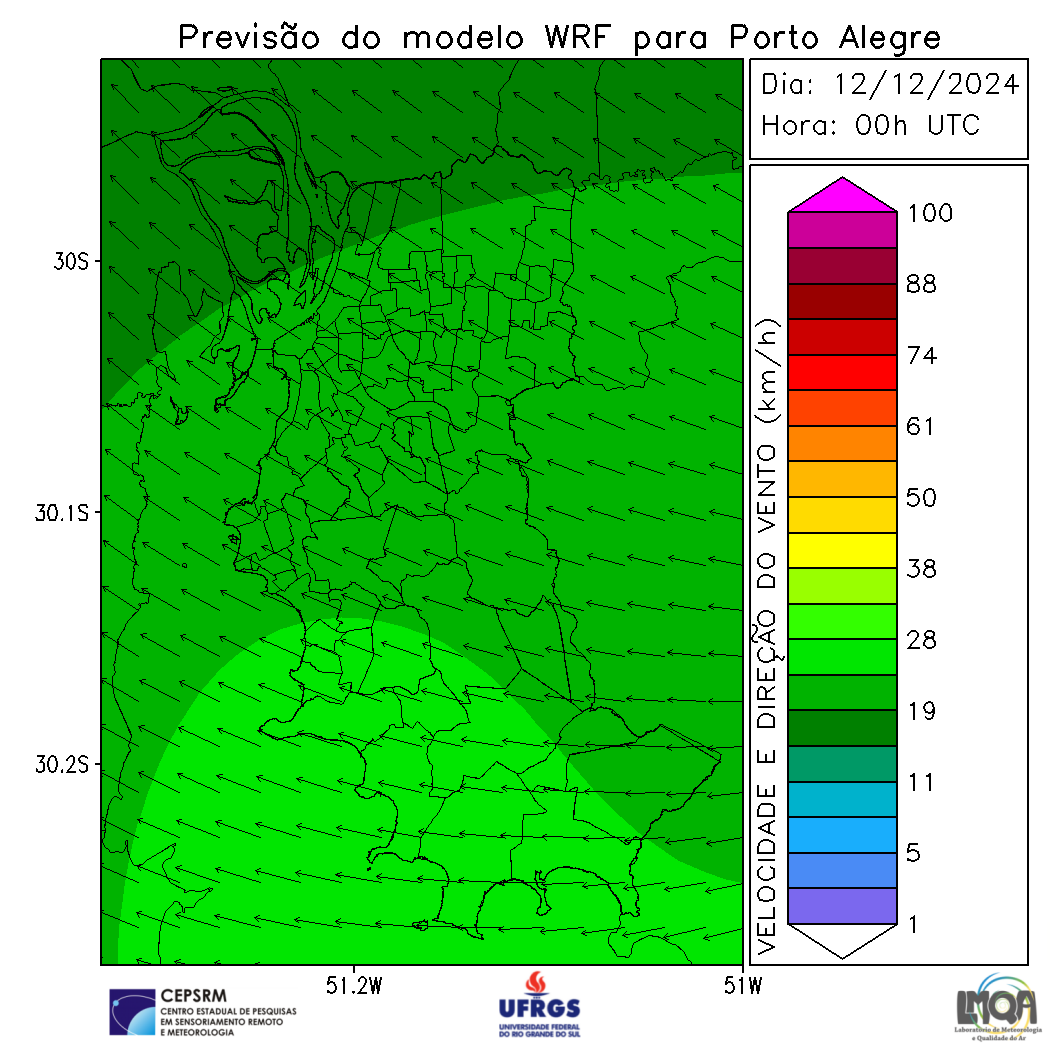 Previsão do modelo WRF para Porto Alegre
Dia: 12/12/2024
Hora: 00h UTC
30S
30.1S
30.2S
51.2W
51W
VELOCIDADE E DIREÇÃO DO VENTO (km/h)
100
88
74
61
50
38
28
19
11
5
1
CEPSRM
CENTRO ESTADUAL DE PESQUISAS
EM SENSORIAMENTO REMOTO
E METEOROLOGIA
UFRGS
UNIVERSIDADE FEDERAL
DO RIO GRANDE DO SUL
LMQA
Laboratório de Meteorologia
e Qualidade do Ar